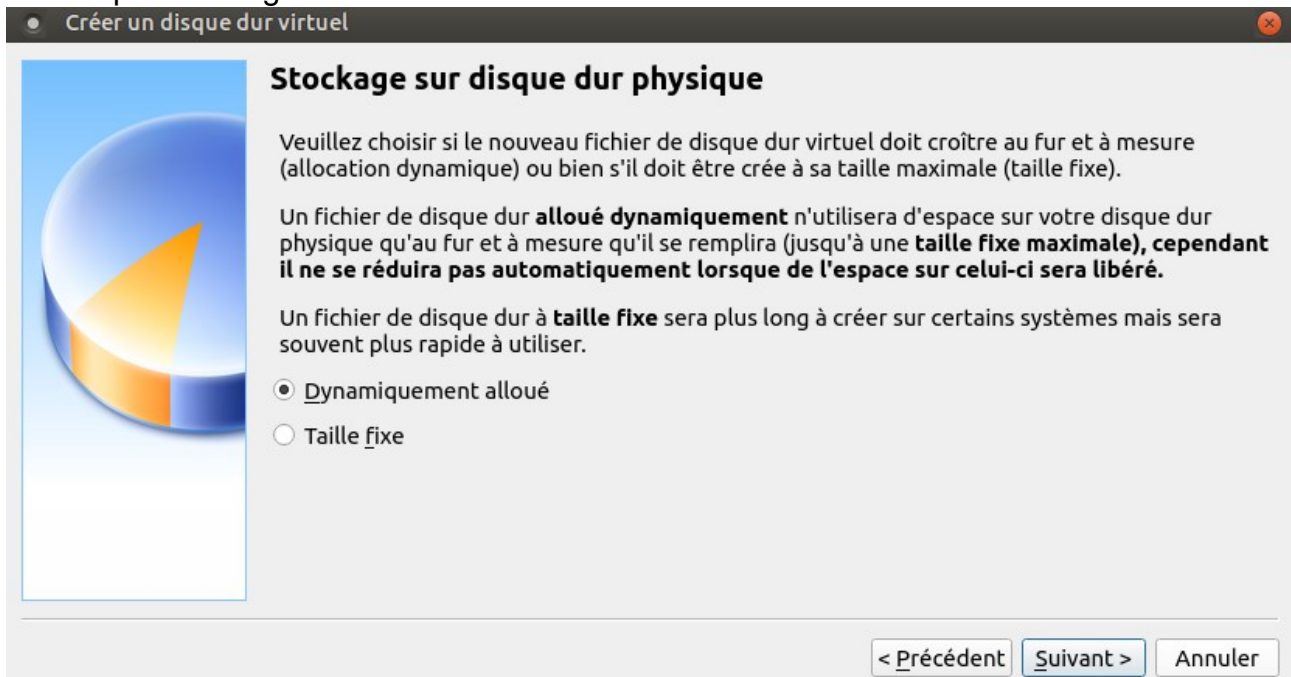 Créer un disque dur virtuel
Stockage sur disque dur physique
Veuillez choisir si le nouveau fichier de disque dur virtuel doit croître au fur et à mesure
(allocation dynamique) ou bien s'il doit être crée à sa taille maximale (taille fixe).
Un fichier de disque dur alloué dynamiquement n'utilisera d'espace sur votre disque dur
physique qu'au fur et à mesure qu'il se remplira (jusqu'à une taille fixe maximale), cependant
il ne se réduira pas automatiquement lorsque de l'espace sur celui-ci sera libéré.
Un fichier de disque dur à taille fixe sera plus long à créer sur certains systèmes mais sera
souvent plus rapide à utiliser.
Dynamiquement alloué
Taille fixe
< Précédent Suivant > Annuler